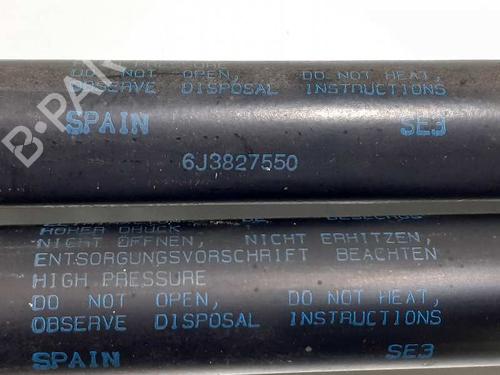 PRESSURE
DO NOT OPEN, DO NOT HEAT,
OBSERVE DISPOSAL INSTRUCTIONS
SPAIN SE3
6J3827550
B-PARTS
HOHER DRUCK
NICHT ÖFFNEN, NICHT ERHITZEN,
ENTSORGUNGSVORSCHRIFT BEACHTEN
HIGH PRESSURE
DO NOT OPEN, DO NOT HEAT,
OBSERVE DISPOSAL INSTRUCTIONS
SPAIN SE3